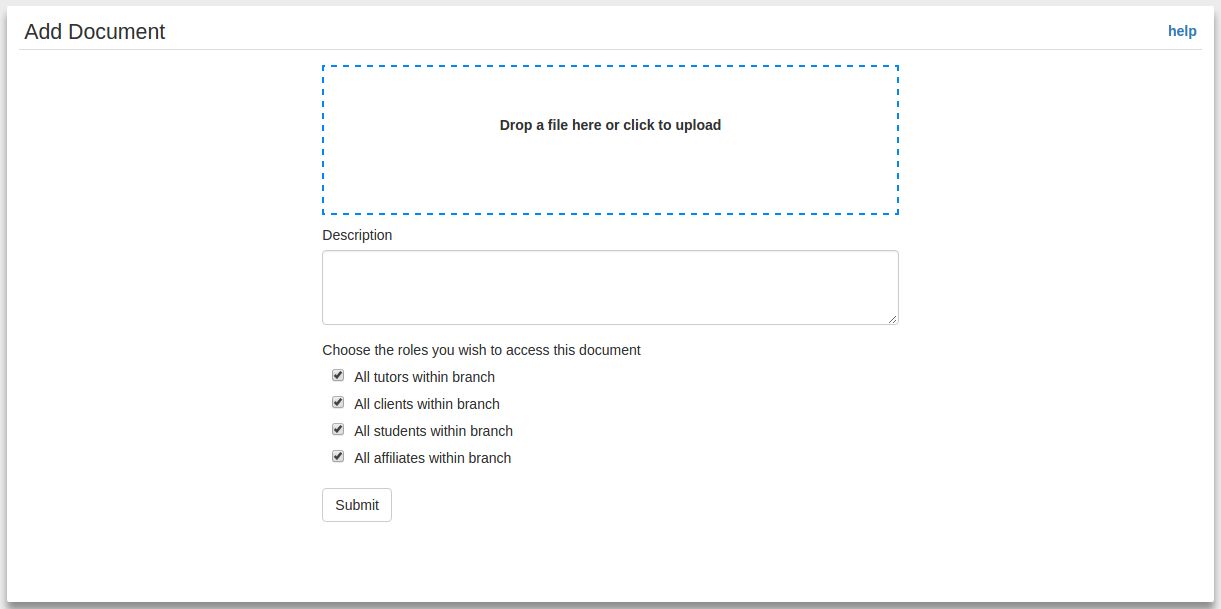 Add Document
help
Drop a file here or click to upload
Description
Choose the roles you wish to access this document
All tutors within branch
All clients within branch
All students within branch
All affiliates within branch
Submit